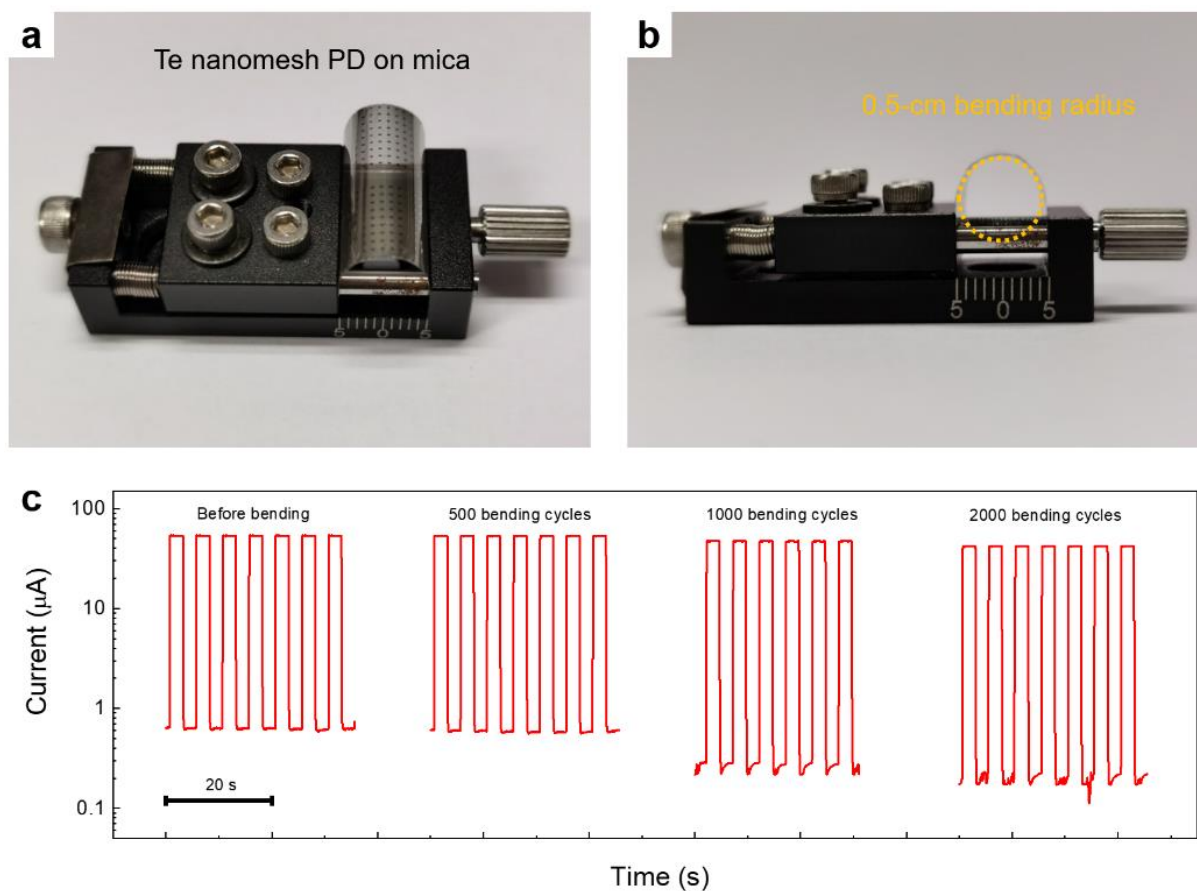 a
Te nanomesh PD on mica
5 0 5
b
0.5-cm bending radius
5 0 5
c
100
10
1
0.1
Current (μA)
Before bending
500 bending cycles
1000 bending cycles
2000 bending cycles
20 s
Time (s)